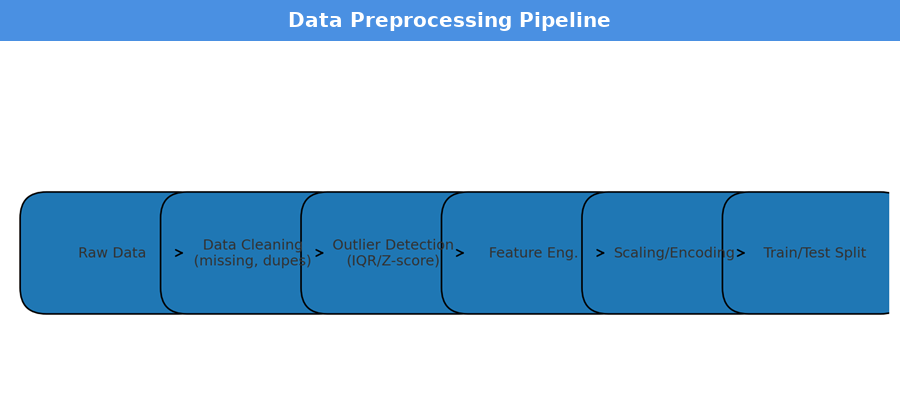 Data Preprocessing Pipeline
Raw Data
Data Cleaning
(missing, dupes)
Outlier Detection
(IQR/Z-score)
Feature Eng.
Scaling/Encoding
Train/Test Split